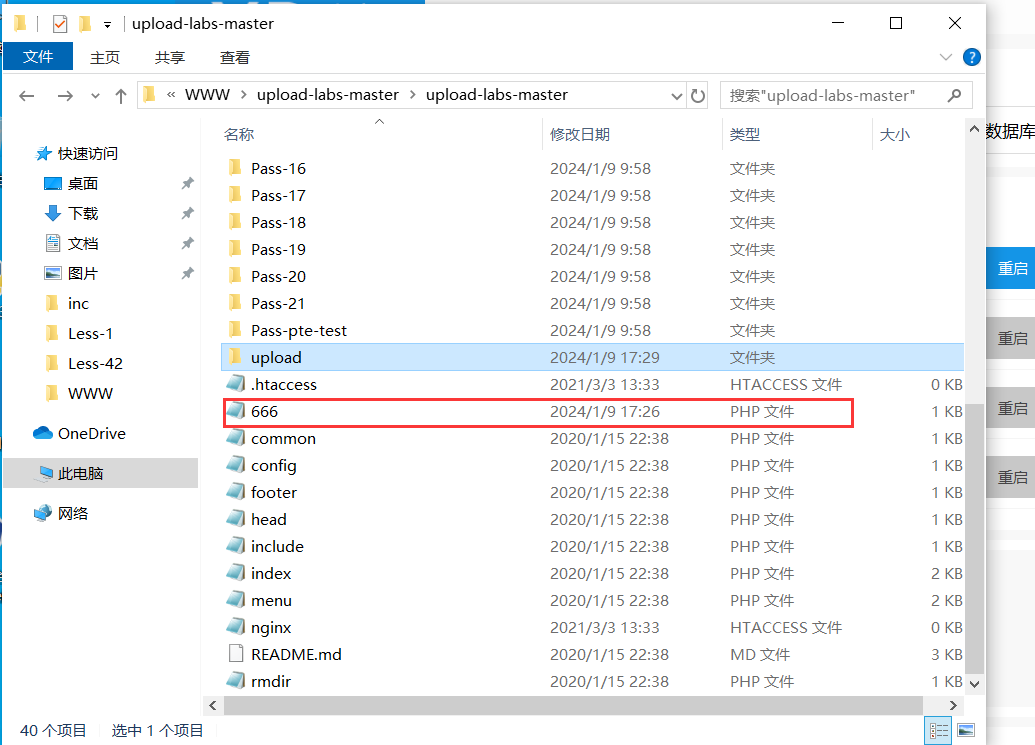 upload-labs-master
文件 主页 共享 查看
« WWW > upload-labs-master > upload-labs-master 搜索"upload-labs-master"
名称 修改日期 类型 大小
快速访问
桌面
下载
文档
图片
inc
Less-1
Less-42
WWW
OneDrive
此电脑
网络
Pass-16 2024/1/9 9:58 文件夹
Pass-17 2024/1/9 9:58 文件夹
Pass-18 2024/1/9 9:58 文件夹
Pass-19 2024/1/9 9:58 文件夹
Pass-20 2024/1/9 9:58 文件夹
Pass-21 2024/1/9 9:58 文件夹
Pass-pte-test 2024/1/9 9:58 文件夹
upload 2024/1/9 17:29 文件夹
.htaccess 2021/3/3 13:33 HTACCESS 文件 0 KB
666 2024/1/9 17:26 PHP 文件 1 KB
common 2020/1/15 22:38 PHP 文件 1 KB
config 2020/1/15 22:38 PHP 文件 1 KB
footer 2020/1/15 22:38 PHP 文件 1 KB
head 2020/1/15 22:38 PHP 文件 1 KB
include 2020/1/15 22:38 PHP 文件 1 KB
index 2020/1/15 22:38 PHP 文件 2 KB
menu 2020/1/15 22:38 PHP 文件 2 KB
nginx 2021/3/3 13:33 HTACCESS 文件 0 KB
README.md 2020/1/15 22:38 MD 文件 3 KB
rmdir 2020/1/15 22:38 PHP 文件 1 KB
40 个项目 选中 1 个项目
数据库
重启
重启
重启
重启